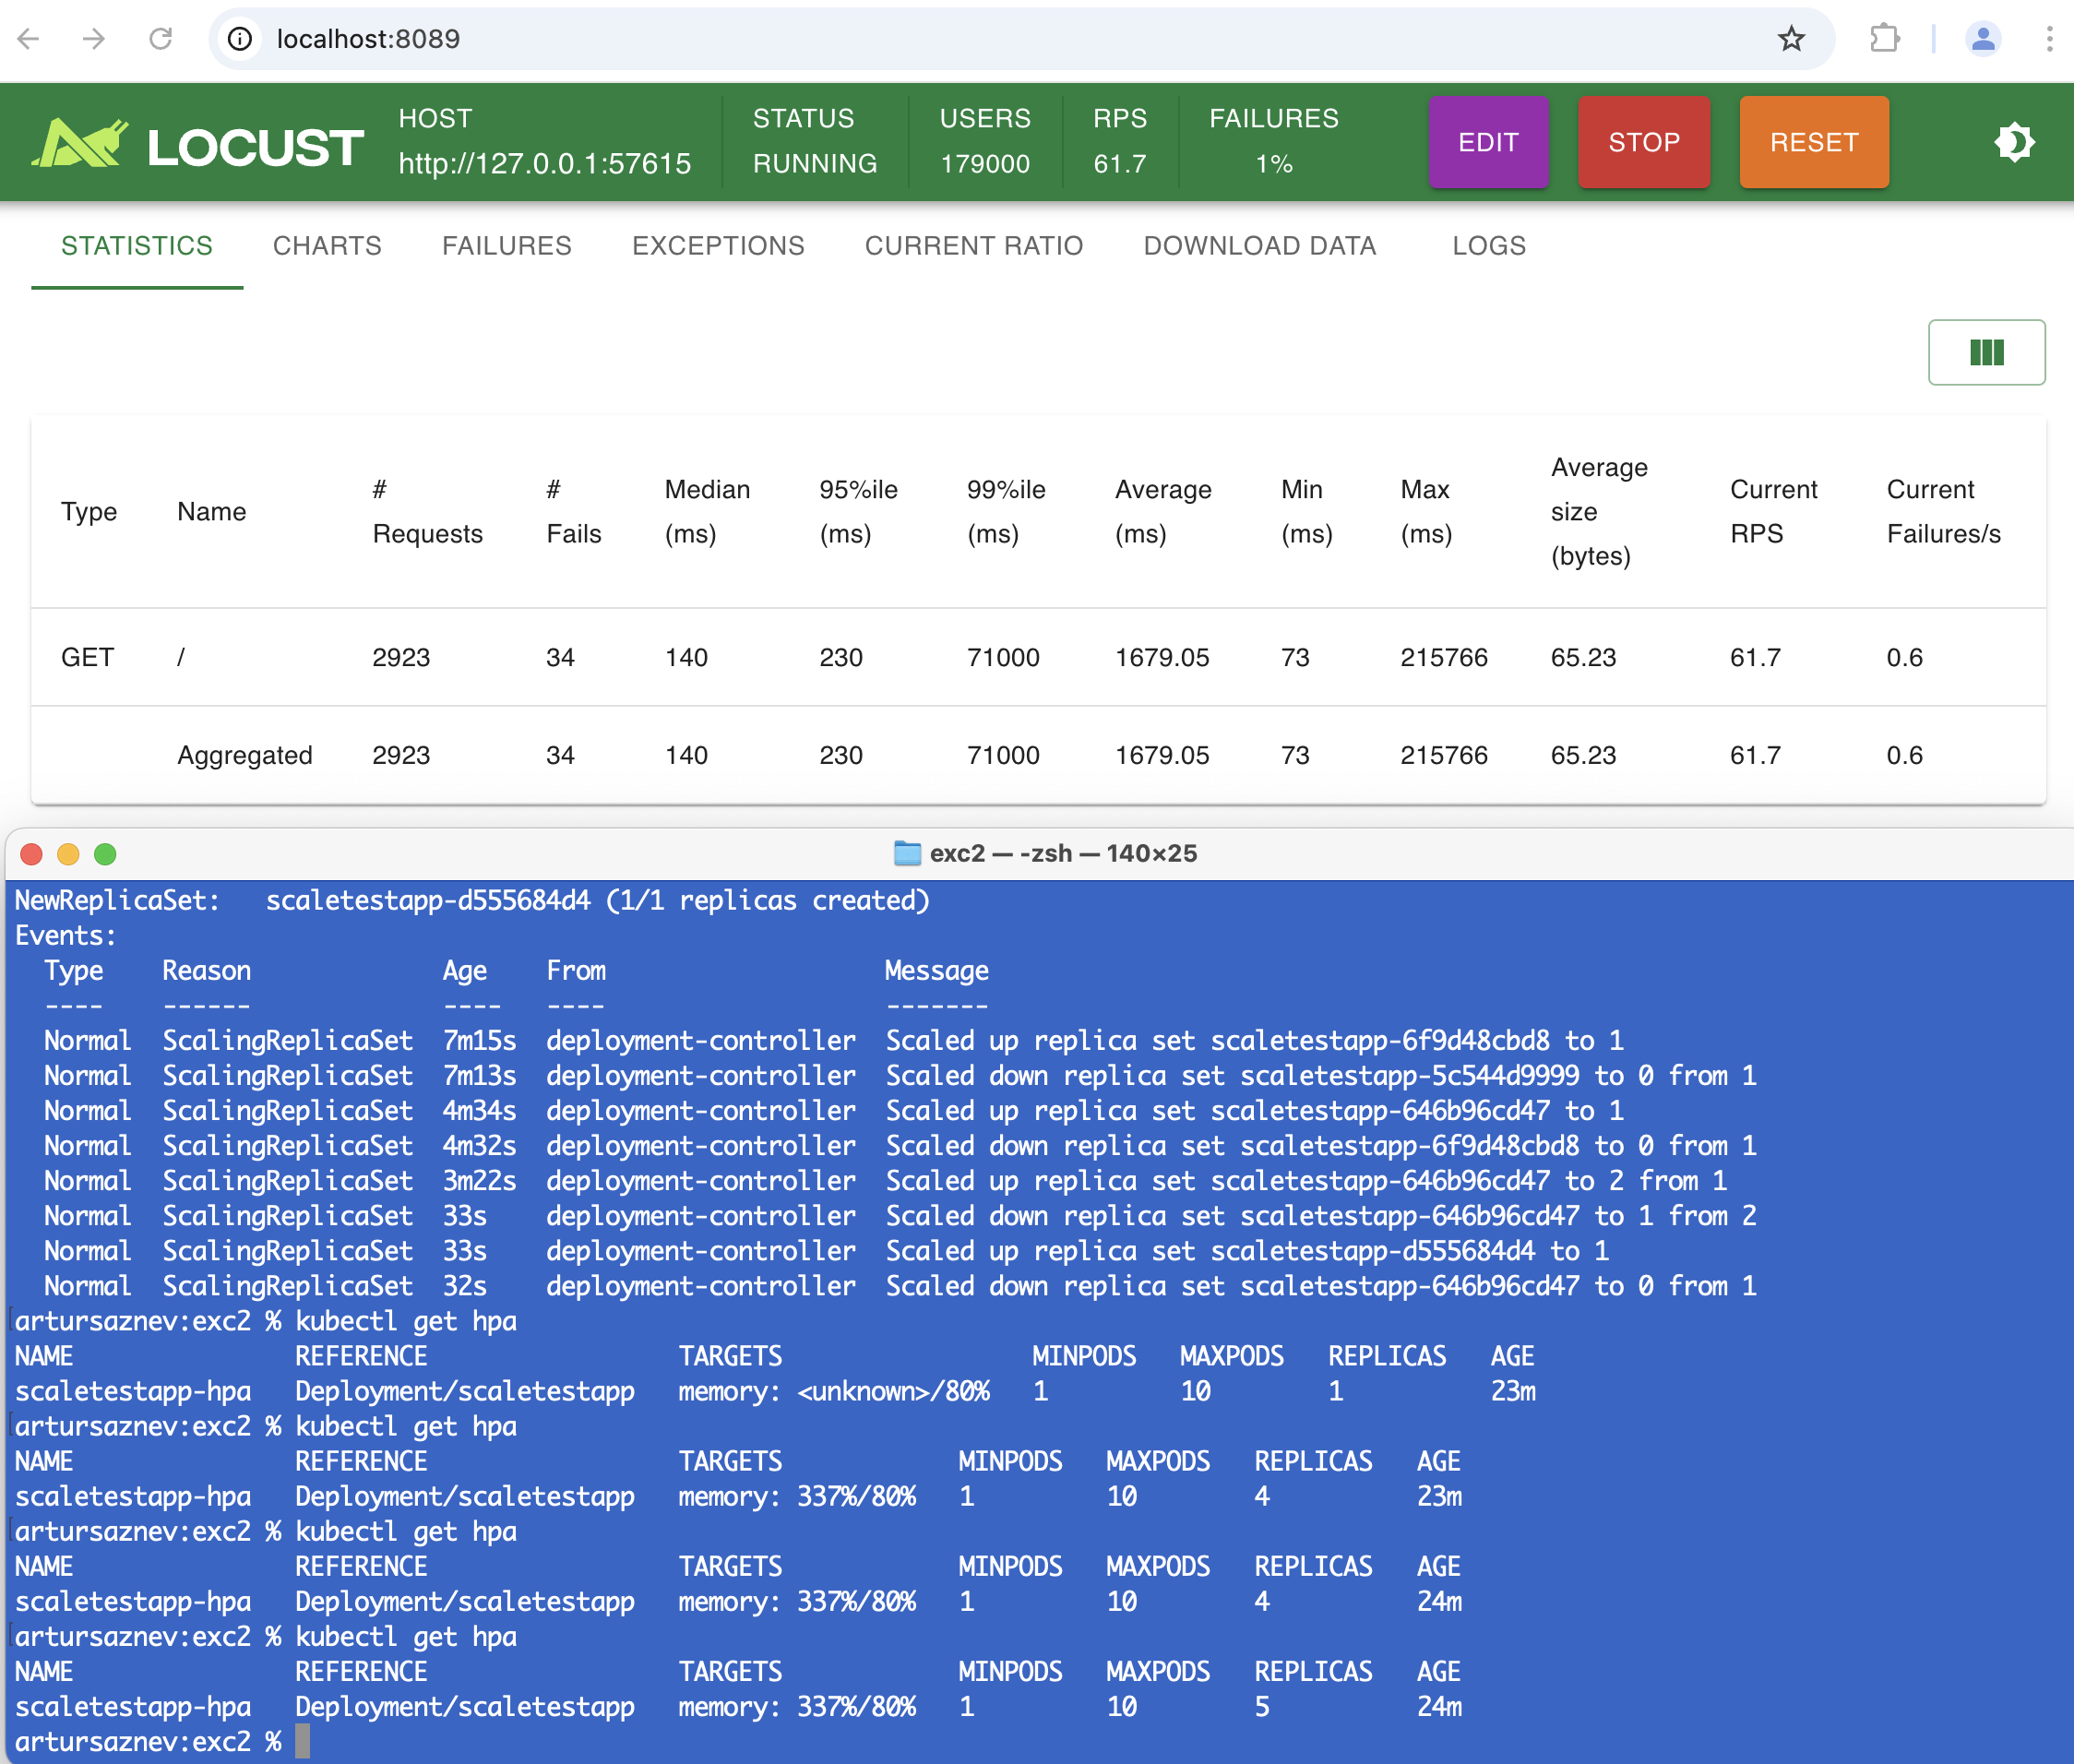 localhost:8089
LOCUST
HOST
http://127.0.0.1:57615
STATUS
RUNNING
USERS
179000
RPS
61.7
FAILURES
1%
EDIT
STOP
RESET
STATISTICS CHARTS FAILURES EXCEPTIONS CURRENT RATIO DOWNLOAD DATA LOGS
Type Name # Requests # Fails Median (ms) 95%ile (ms) 99%ile (ms) Average (ms) Min (ms) Max (ms) Average size (bytes) Current RPS Current Failures/s
GET / 2923 34 140 230 71000 1679.05 73 215766 65.23 61.7 0.6
Aggregated 2923 34 140 230 71000 1679.05 73 215766 65.23 61.7 0.6
exc2 — -zsh — 140×25
NewReplicaSet:   scaletestapp-d555684d4 (1/1 replicas created)
Events:
  Type    Reason             Age    From                   Message
  ----    ------             ----   ----                   -------
  Normal  ScalingReplicaSet  7m15s  deployment-controller  Scaled up replica set scaletestapp-6f9d48cbd8 to 1
  Normal  ScalingReplicaSet  7m13s  deployment-controller  Scaled down replica set scaletestapp-5c544d9999 to 0 from 1
  Normal  ScalingReplicaSet  4m34s  deployment-controller  Scaled up replica set scaletestapp-646b96cd47 to 1
  Normal  ScalingReplicaSet  4m32s  deployment-controller  Scaled down replica set scaletestapp-6f9d48cbd8 to 0 from 1
  Normal  ScalingReplicaSet  3m22s  deployment-controller  Scaled up replica set scaletestapp-646b96cd47 to 2 from 1
  Normal  ScalingReplicaSet  33s    deployment-controller  Scaled down replica set scaletestapp-646b96cd47 to 1 from 2
  Normal  ScalingReplicaSet  33s    deployment-controller  Scaled up replica set scaletestapp-d555684d4 to 1
  Normal  ScalingReplicaSet  32s    deployment-controller  Scaled down replica set scaletestapp-646b96cd47 to 0 from 1
[artursaznev:exc2 % kubectl get hpa
NAME               REFERENCE                 TARGETS                 MINPODS   MAXPODS   REPLICAS   AGE
scaletestapp-hpa   Deployment/scaletestapp   memory: <unknown>/80%   1         10        1          23m
[artursaznev:exc2 % kubectl get hpa
NAME               REFERENCE                 TARGETS            MINPODS   MAXPODS   REPLICAS   AGE
scaletestapp-hpa   Deployment/scaletestapp   memory: 337%/80%   1         10        4          23m
[artursaznev:exc2 % kubectl get hpa
NAME               REFERENCE                 TARGETS            MINPODS   MAXPODS   REPLICAS   AGE
scaletestapp-hpa   Deployment/scaletestapp   memory: 337%/80%   1         10        4          24m
[artursaznev:exc2 % kubectl get hpa
NAME               REFERENCE                 TARGETS            MINPODS   MAXPODS   REPLICAS   AGE
scaletestapp-hpa   Deployment/scaletestapp   memory: 337%/80%   1         10        5          24m
artursaznev:exc2 %